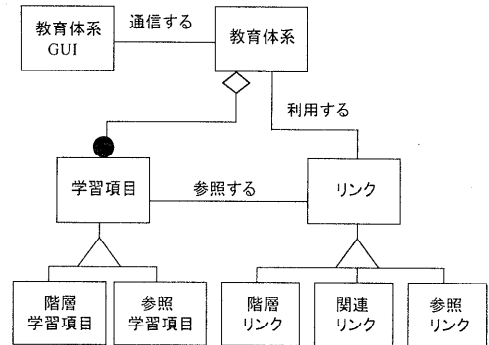 教育体系
GUI
通信する
教育体系
利用する
学習項目
参照する
リンク
階層
学習項目
参照
学習項目
階層
リンク
関連
リンク
参照
リンク